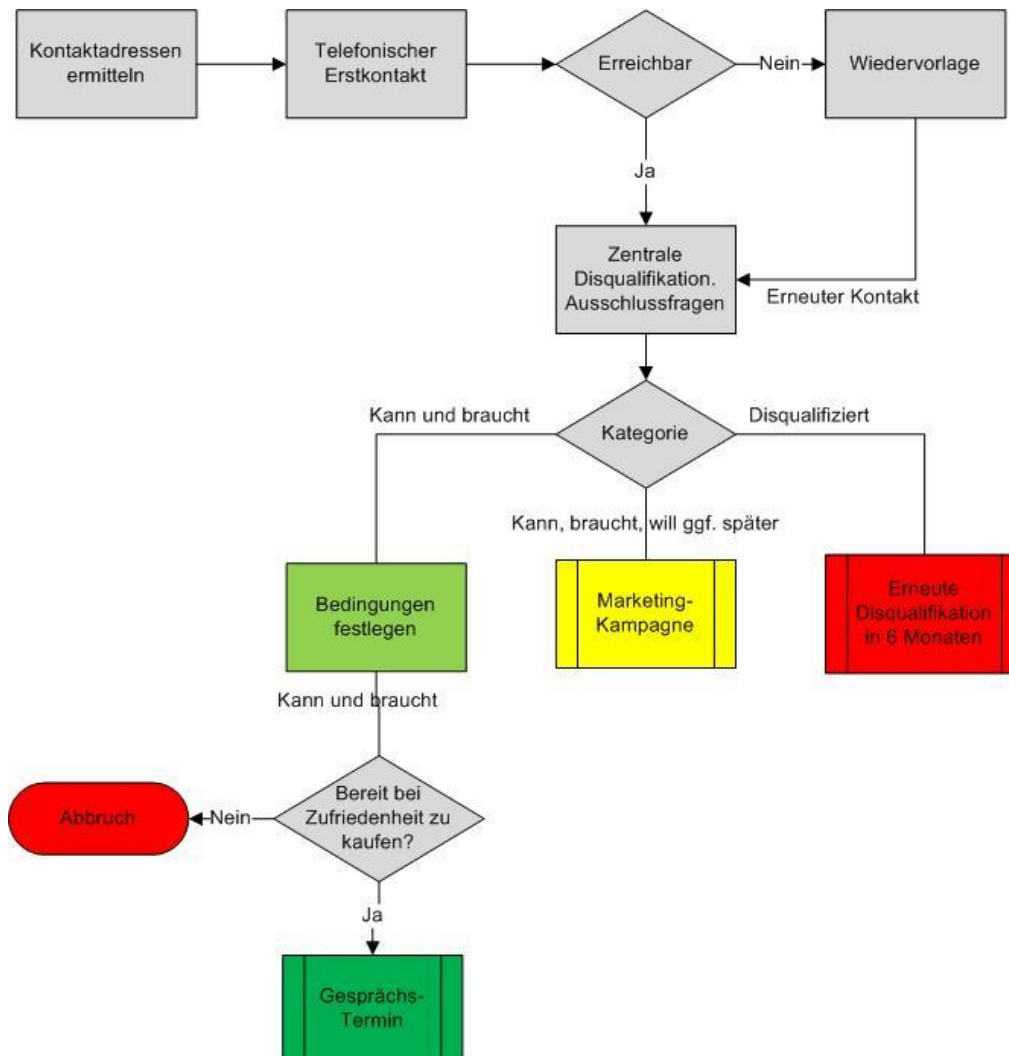 Kontaktadressen
ermitteln
Telefonischer
Erstkontakt
Erreichbar
Nein
Wiedervorlage
Ja
Zentrale
Disqualifikation.
Ausschlussfragen
Erneuter Kontakt
Kann und braucht
Kategorie
Disqualifiziert
Kann, braucht, will ggf. später
Bedingungen
festlegen
Marketing-
Kampagne
Erneute
Disqualifikation
in 6 Monaten
Kann und braucht
Abbruch
Nein
Bereit bei
Zufriedenheit zu
kaufen?
Ja
Gesprächs-
Termin